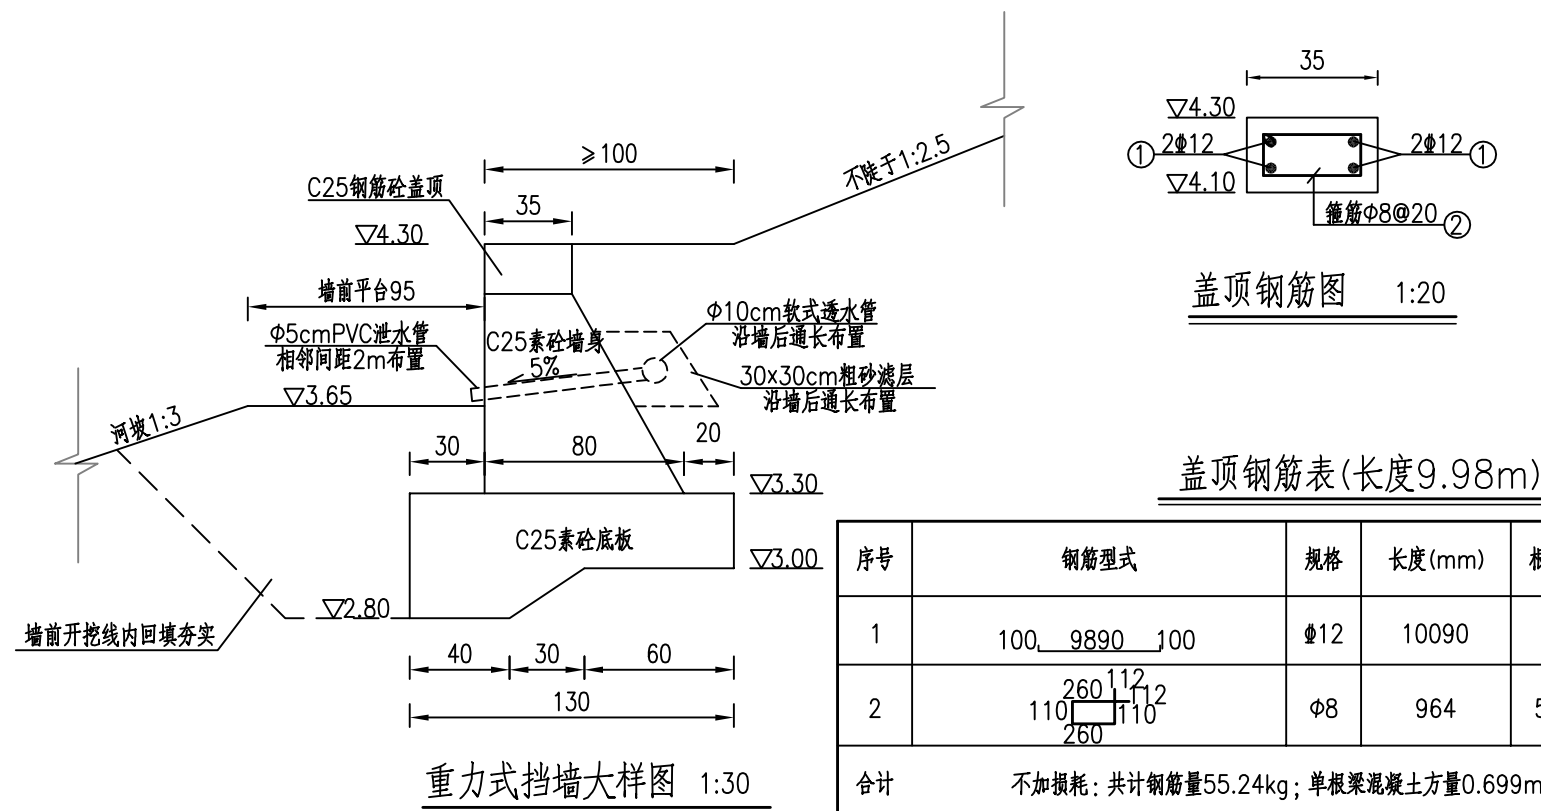 ≥100
C25钢筋砼盖顶
35
▽4.30
不陡于1:2.5
墙前平台95
Φ5cmPVC泄水管
相邻间距2m布置
C25素砼墙身
5%
Φ10cm软式透水管
沿墙后通长布置
30x30cm粗砂滤层
沿墙后通长布置
▽3.65
河坡1:3
30
80
20
▽3.30
C25素砼底板
▽3.00
▽2.80
墙前开挖线内回填夯实
40
30
60
130
重力式挡墙大样图 1:30
35
▽4.30
① 2Φ12
2Φ12 ①
▽4.10
箍筋Φ8@20 ②
盖顶钢筋图 1:20
盖顶钢筋表(长度9.98m)
序号 钢筋型式 规格 长度(mm)
1 100 9890 100 Φ12 10090
2 260 112 112 110 110 260 Φ8 964
合计 不加损耗: 共计钢筋量55.24kg; 单根梁混凝土方量0.699m